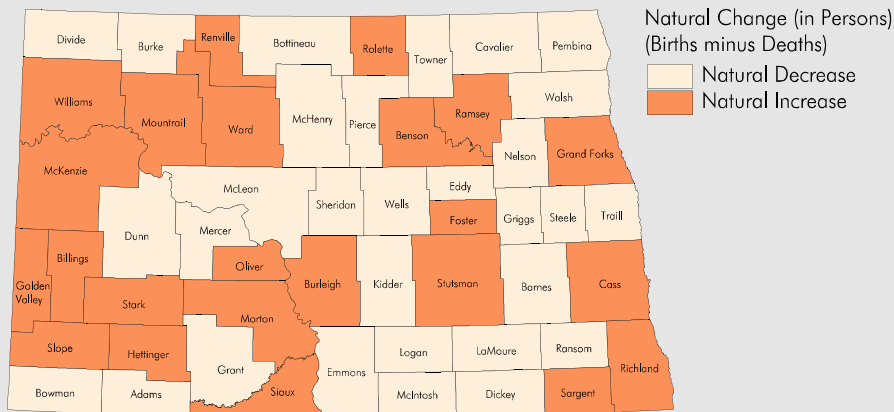 Natural Change (in Persons)
(Births minus Deaths)
Natural Decrease
Natural Increase
Divide
Burke
Renville
Bottineau
Rolette
Towner
Cavalier
Pembina
Williams
Mountrail
Ward
McHenry
Pierce
Benson
Ramsey
Walsh
Nelson
Grand Forks
McKenzie
McLean
Sheridan
Wells
Eddy
Foster
Griggs
Steele
Traill
Dunn
Mercer
Oliver
Billings
Golden
Valley
Stark
Morton
Burleigh
Kidder
Stutsman
Barnes
Cass
Slope
Hettinger
Grant
Sioux
Emmons
Logan
LaMoure
Ransom
Richland
Bowman
Adams
McIntosh
Dickey
Sargent